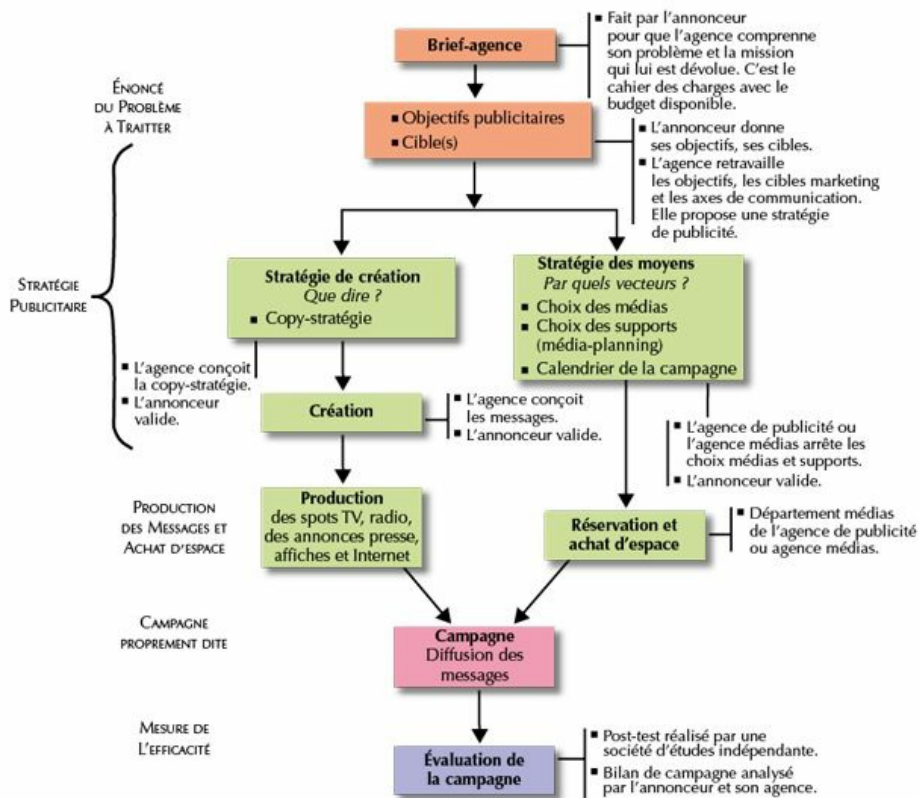 Brief-agence
▪ Fait par l'annonceur
pour que l'agence comprenne
son problème et la mission
qui lui est dévolue. C'est le
cahier des charges avec le
budget disponible.
ÉNONCÉ
DU PROBLÈME
À TRAITTER
▪ Objectifs publicitaires
▪ Cible(s)
▪ L'annonceur donne
ses objectifs, ses cibles.
▪ L'agence retravaille
les objectifs, les cibles marketing
et les axes de communication.
Elle propose une stratégie
de publicité.
STRATÉGIE
PUBLICITAIRE
Stratégie de création
Que dire ?
▪ Copy-stratégie
Stratégie des moyens
Par quels vecteurs ?
▪ Choix des médias
▪ Choix des supports
(média-planning)
▪ Calendrier de la campagne
▪ L'agence conçoit
la copy-stratégie.
▪ L'annonceur
valide.
Création
▪ L'agence conçoit
les messages.
▪ L'annonceur valide.
▪ L'agence de publicité ou
l'agence médias arrête les
choix médias et supports.
▪ L'annonceur valide.
PRODUCTION
DES MESSAGES ET
ACHAT D'ESPACE
Production
des spots TV, radio,
des annonces presse,
affiches et Internet
Réservation et
achat d'espace
▪ Département médias
de l'agence de publicité
ou agence médias.
CAMPAGNE
PROPREMENT DITE
Campagne
Diffusion des
messages
MESURE DE
L'EFFICACITÉ
Évaluation de
la campagne
▪ Post-test réalisé par une
société d'études indépendante.
▪ Bilan de campagne analysé
par l'annonceur et son agence.